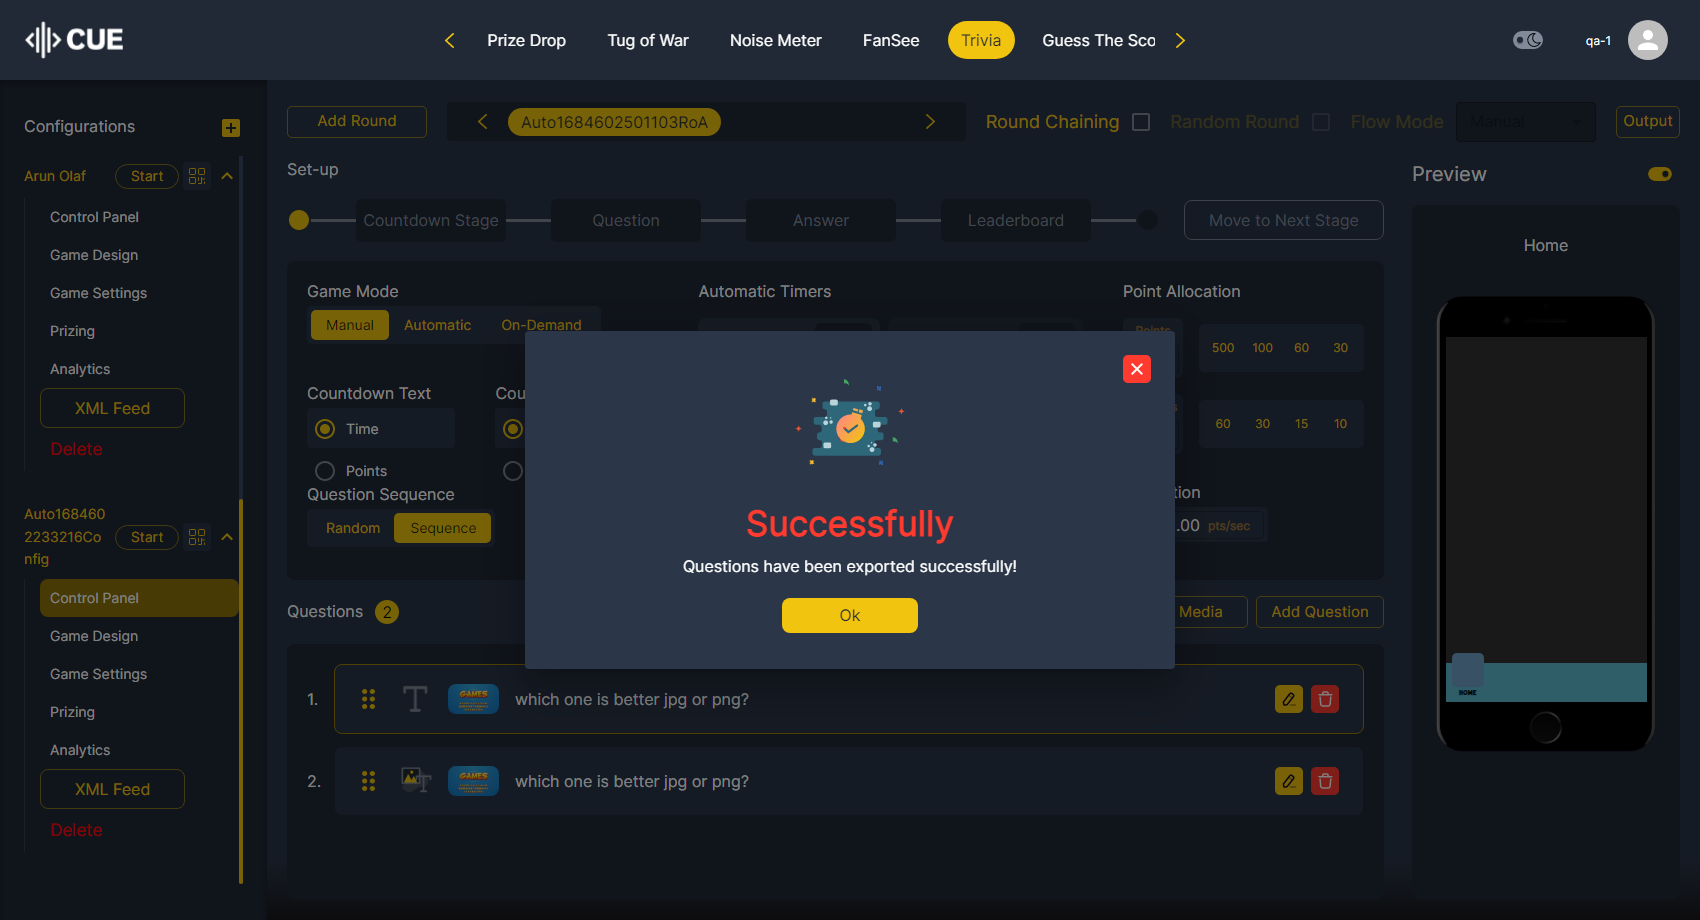 CUE
Prize Drop
Tug of War
Noise Meter
FanSee
Trivia
Guess The Sco
qa-1
Configurations
Add Round
Auto1684602501103RoA
Round Chaining
Random Round
Flow Mode
Manual
Output
Arun Olaf
Start
Control Panel
Game Design
Game Settings
Prizing
Analytics
XML Feed
Delete
Auto168460
2233216Co
nfig
Start
Control Panel
Game Design
Game Settings
Prizing
Analytics
XML Feed
Delete
Set-up
Countdown Stage
Question
Answer
Leaderboard
Move to Next Stage
Game Mode
Manual
Automatic
On-Demand
Automatic Timers
Point Allocation
Points
500 100 60 30
60 30 15 10
Countdown Text
Time
Points
Cou
Question Sequence
Random
Sequence
tion
.00 pts/sec
Successfully
Questions have been exported successfully!
Ok
Questions 2
Media
Add Question
1.
T
GAMES
which one is better jpg or png?
2.
T
GAMES
which one is better jpg or png?
Preview
Home
HOME